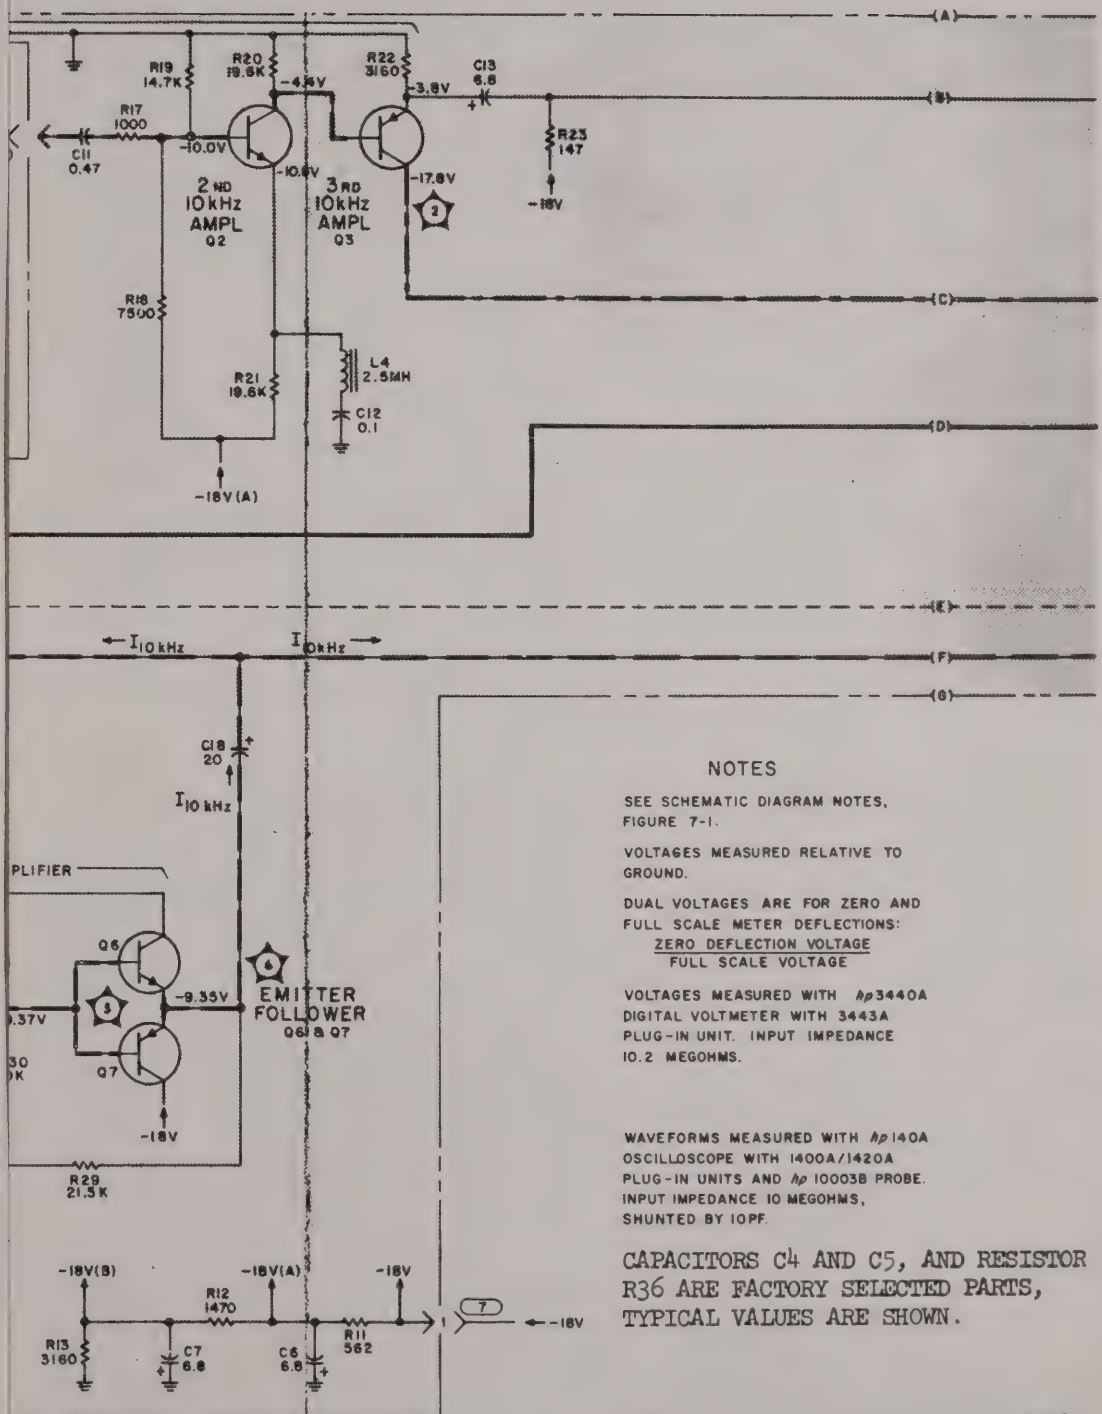 (A)
R19
14.7K
R20
19.6K
-4.4V
R22
3160
-3.8V
C13
6.8
+
(B)
R17
1000
C11
0.47
-10.0V
R23
147
-18V
-17.8V
2ND
10kHz
AMPL
Q2
3RD
10kHz
AMPL
Q3
2
R18
7500
(C)
L4
2.5MH
R21
19.6K
C12
0.1
(D)
-18V(A)
(E)
I10kHz
I10kHz
(F)
(G)
C18
20
+
I10kHz
NOTES
SEE SCHEMATIC DIAGRAM NOTES,
FIGURE 7-1.
VOLTAGES MEASURED RELATIVE TO
GROUND.
DUAL VOLTAGES ARE FOR ZERO AND
FULL SCALE METER DEFLECTIONS:
ZERO DEFLECTION VOLTAGE
FULL SCALE VOLTAGE
VOLTAGES MEASURED WITH hp 3440A
DIGITAL VOLTMETER WITH 3443A
PLUG-IN UNIT. INPUT IMPEDANCE
10.2 MEGOHMS.
WAVEFORMS MEASURED WITH hp 140A
OSCILLOSCOPE WITH 1400A/1420A
PLUG-IN UNITS AND hp 10003B PROBE.
INPUT IMPEDANCE 10 MEGOHMS,
SHUNTED BY 10PF.
CAPACITORS C4 AND C5, AND RESISTOR
R36 ARE FACTORY SELECTED PARTS,
TYPICAL VALUES ARE SHOWN.
PLIFIER
Q6
-9.35V
EMITTER
FOLLOWER
Q6 & Q7
.37V
30
K
Q7
-18V
R29
21.5K
-18V(B)
-18V(A)
-18V
R12
1470
R13
3160
C7
6.8
+
C6
6.8
+
R11
562
1
7
-18V